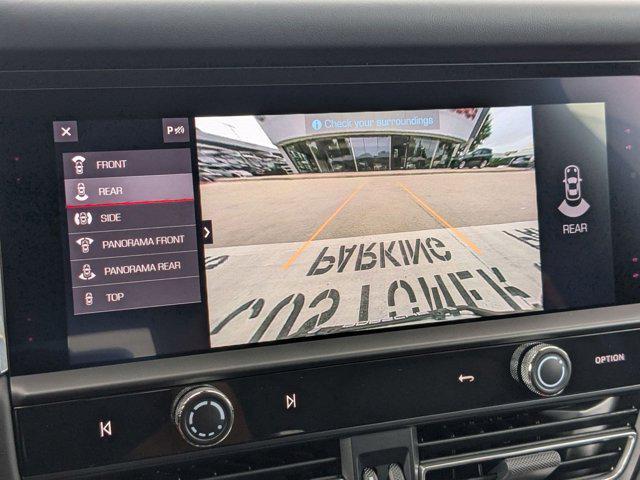 Check your surroundings
P
FRONT
REAR
SIDE
PANORAMA FRONT
PANORAMA REAR
TOP
PARKING
CUSTOMER
REAR
OPTION